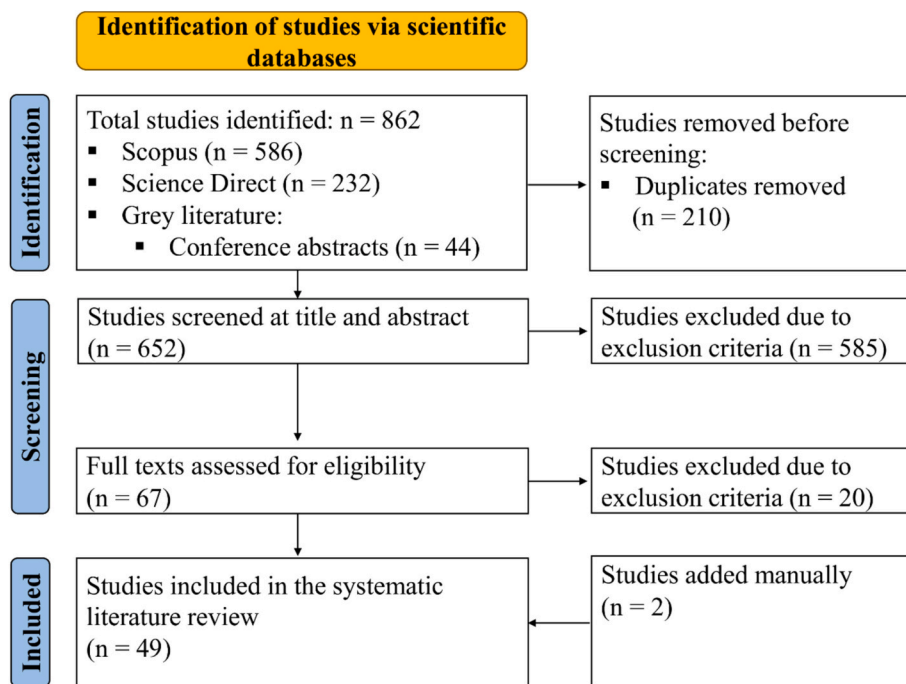 Identification of studies via scientific
databases
Identification
Total studies identified: n = 862
▪ Scopus (n = 586)
▪ Science Direct (n = 232)
▪ Grey literature:
▪ Conference abstracts (n = 44)
Studies removed before
screening:
▪ Duplicates removed
(n = 210)
Screening
Studies screened at title and abstract
(n = 652)
Studies excluded due to
exclusion criteria (n = 585)
Full texts assessed for eligibility
(n = 67)
Studies excluded due to
exclusion criteria (n = 20)
Included
Studies included in the systematic
literature review
(n = 49)
Studies added manually
(n = 2)